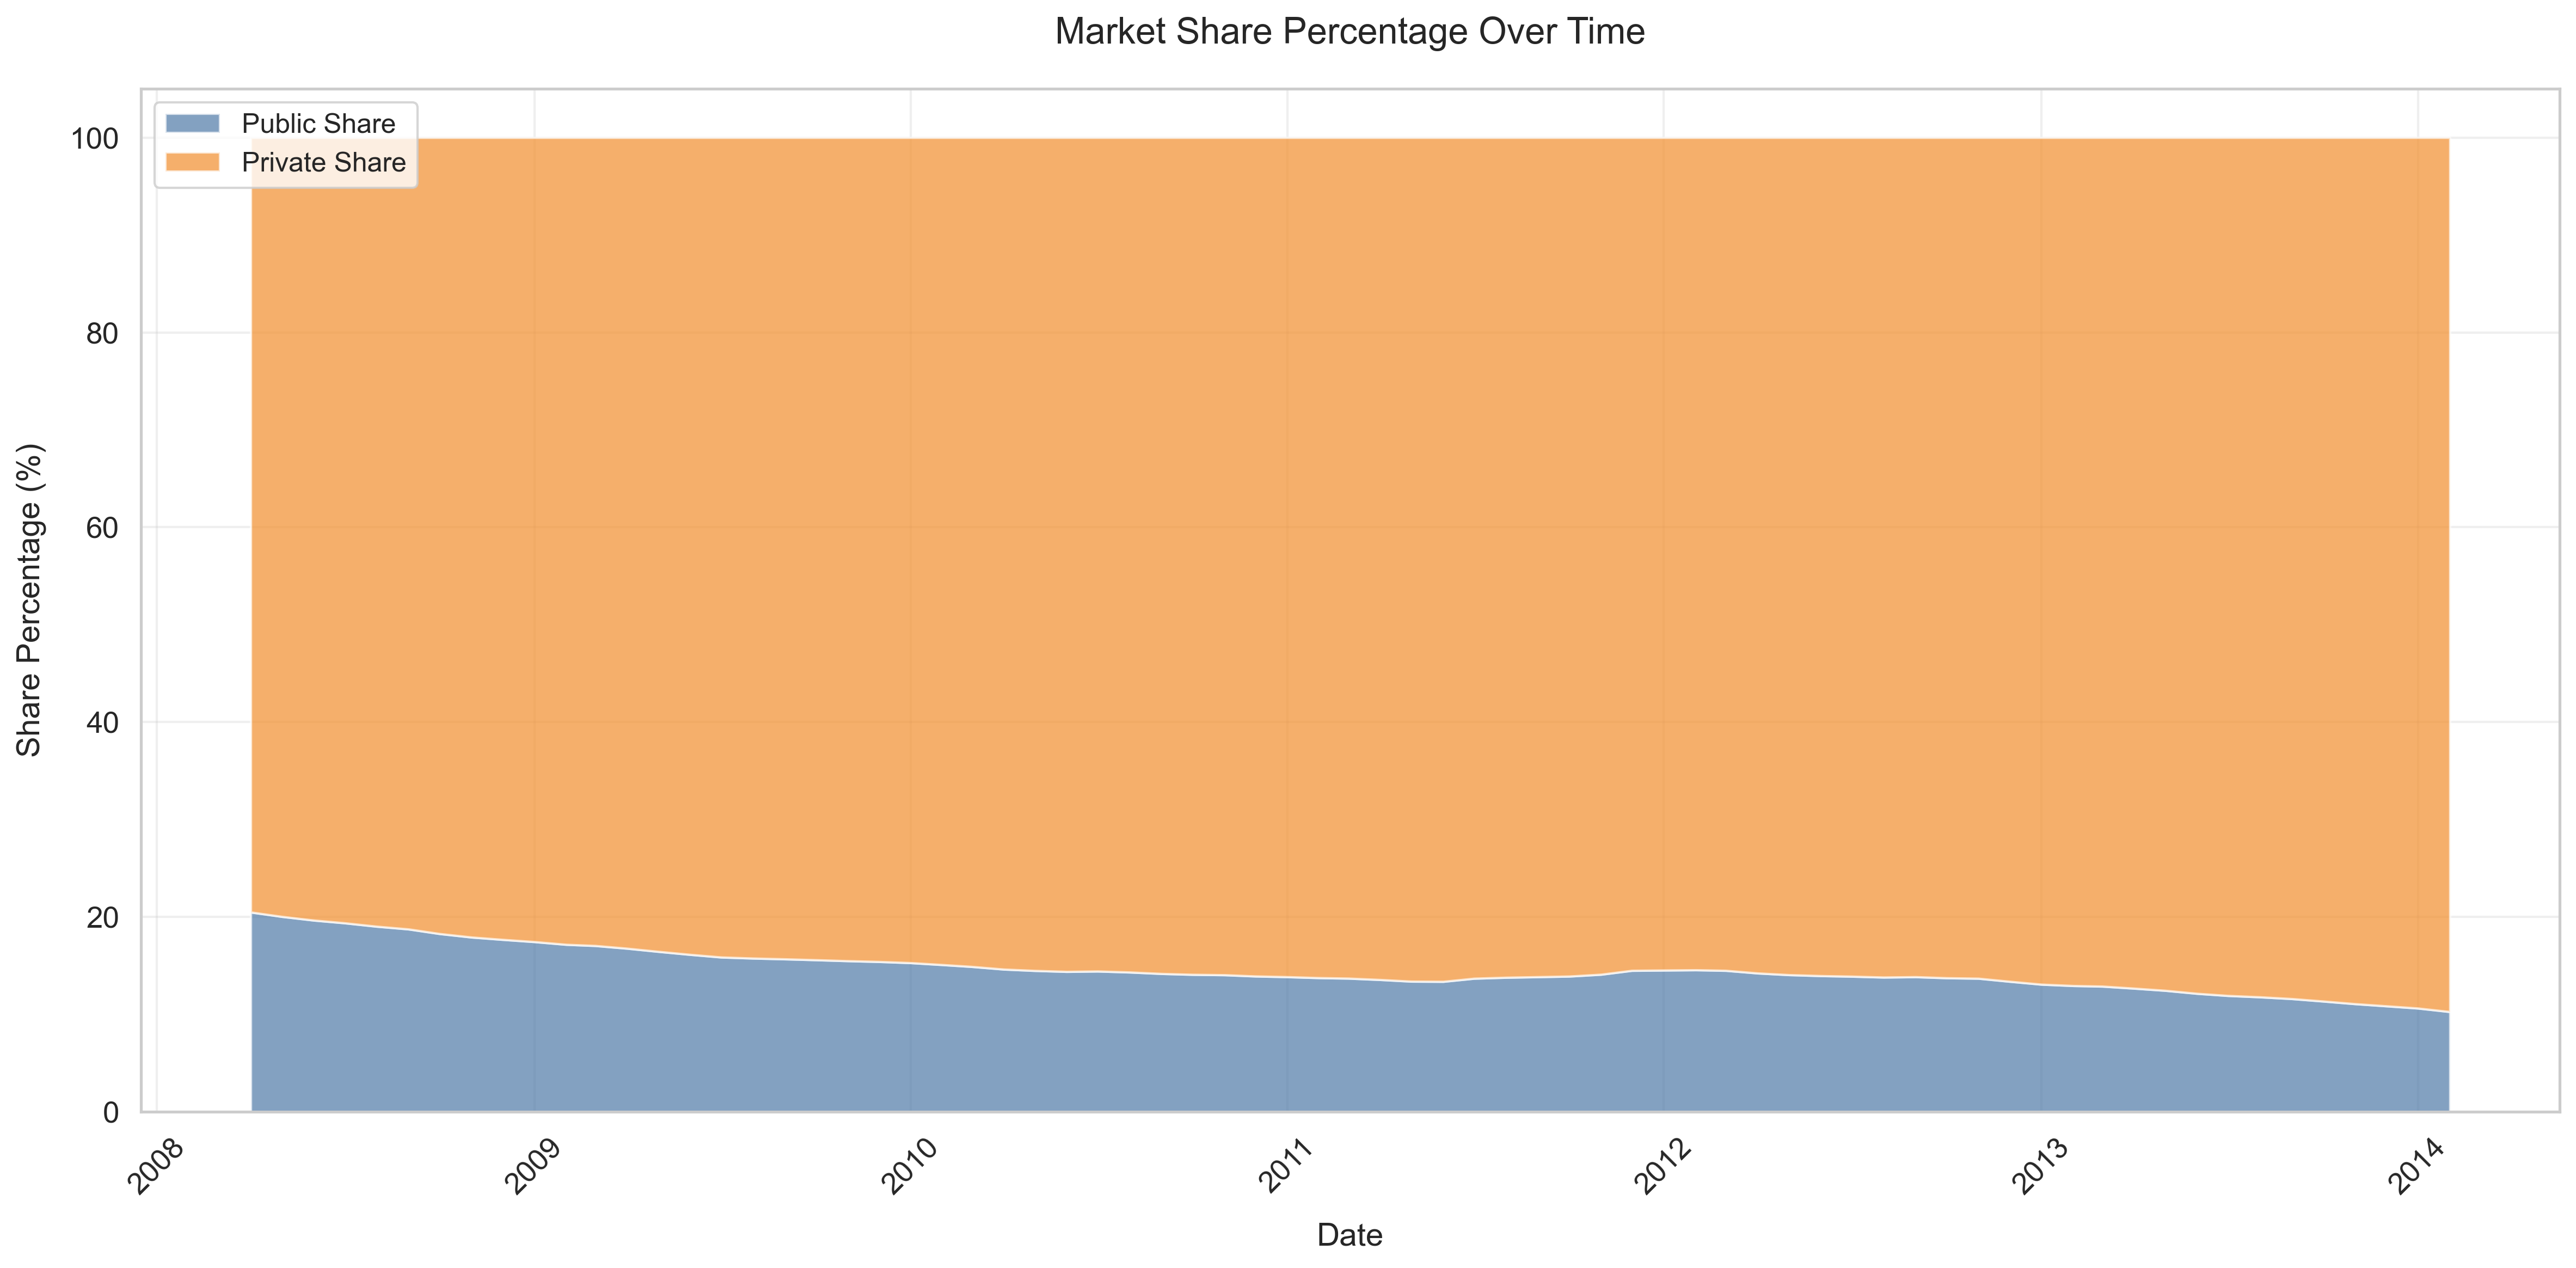 Market Share Percentage Over Time
Public Share
Private Share
Share Percentage (%)
100
80
60
40
20
0
2008
2009
2010
2011
2012
2013
2014
Date